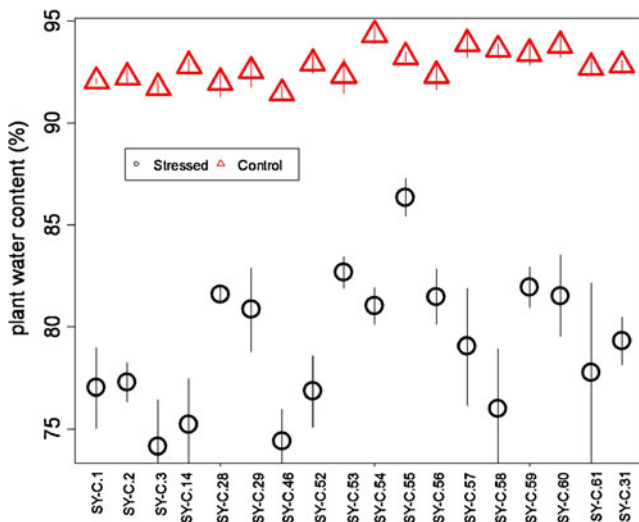 plant water content (%)
95
90
85
80
75
Stressed
Control
SY-C.1
SY-C.2
SY-C.3
SY-C.14
SY-C.28
SY-C.29
SY-C.46
SY-C.52
SY-C.53
SY-C.54
SY-C.55
SY-C.56
SY-C.57
SY-C.58
SY-C.59
SY-C.60
SY-C.61
SY-C.31